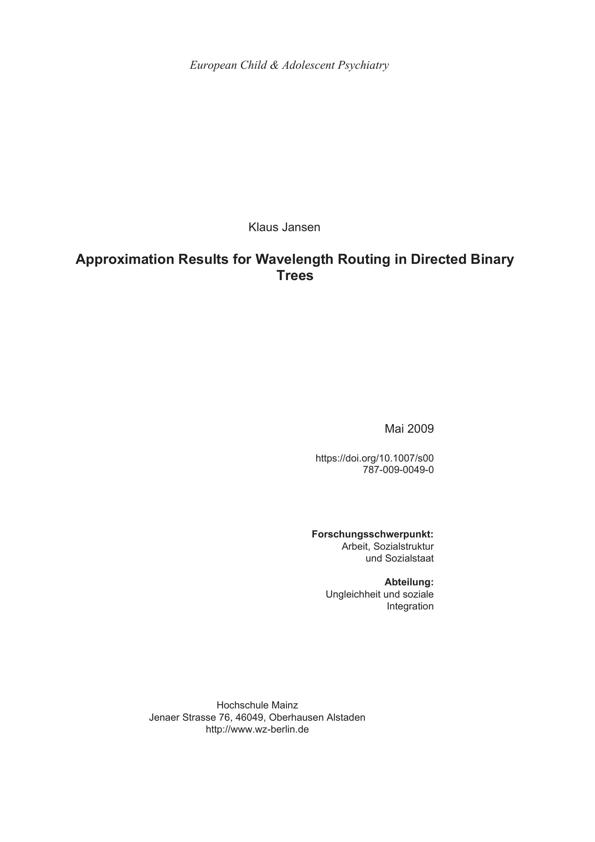 European Child & Adolescent Psychiatry
Klaus Jansen
Approximation Results for Wavelength Routing in Directed Binary
Trees
Mai 2009
https://doi.org/10.1007/s00
787-009-0049-0
Forschungsschwerpunkt:
Arbeit, Sozialstruktur
und Sozialstaat
Abteilung:
Ungleichheit und soziale
Integration
Hochschule Mainz
Jenaer Strasse 76, 46049, Oberhausen Alstaden
http://www.wz-berlin.de